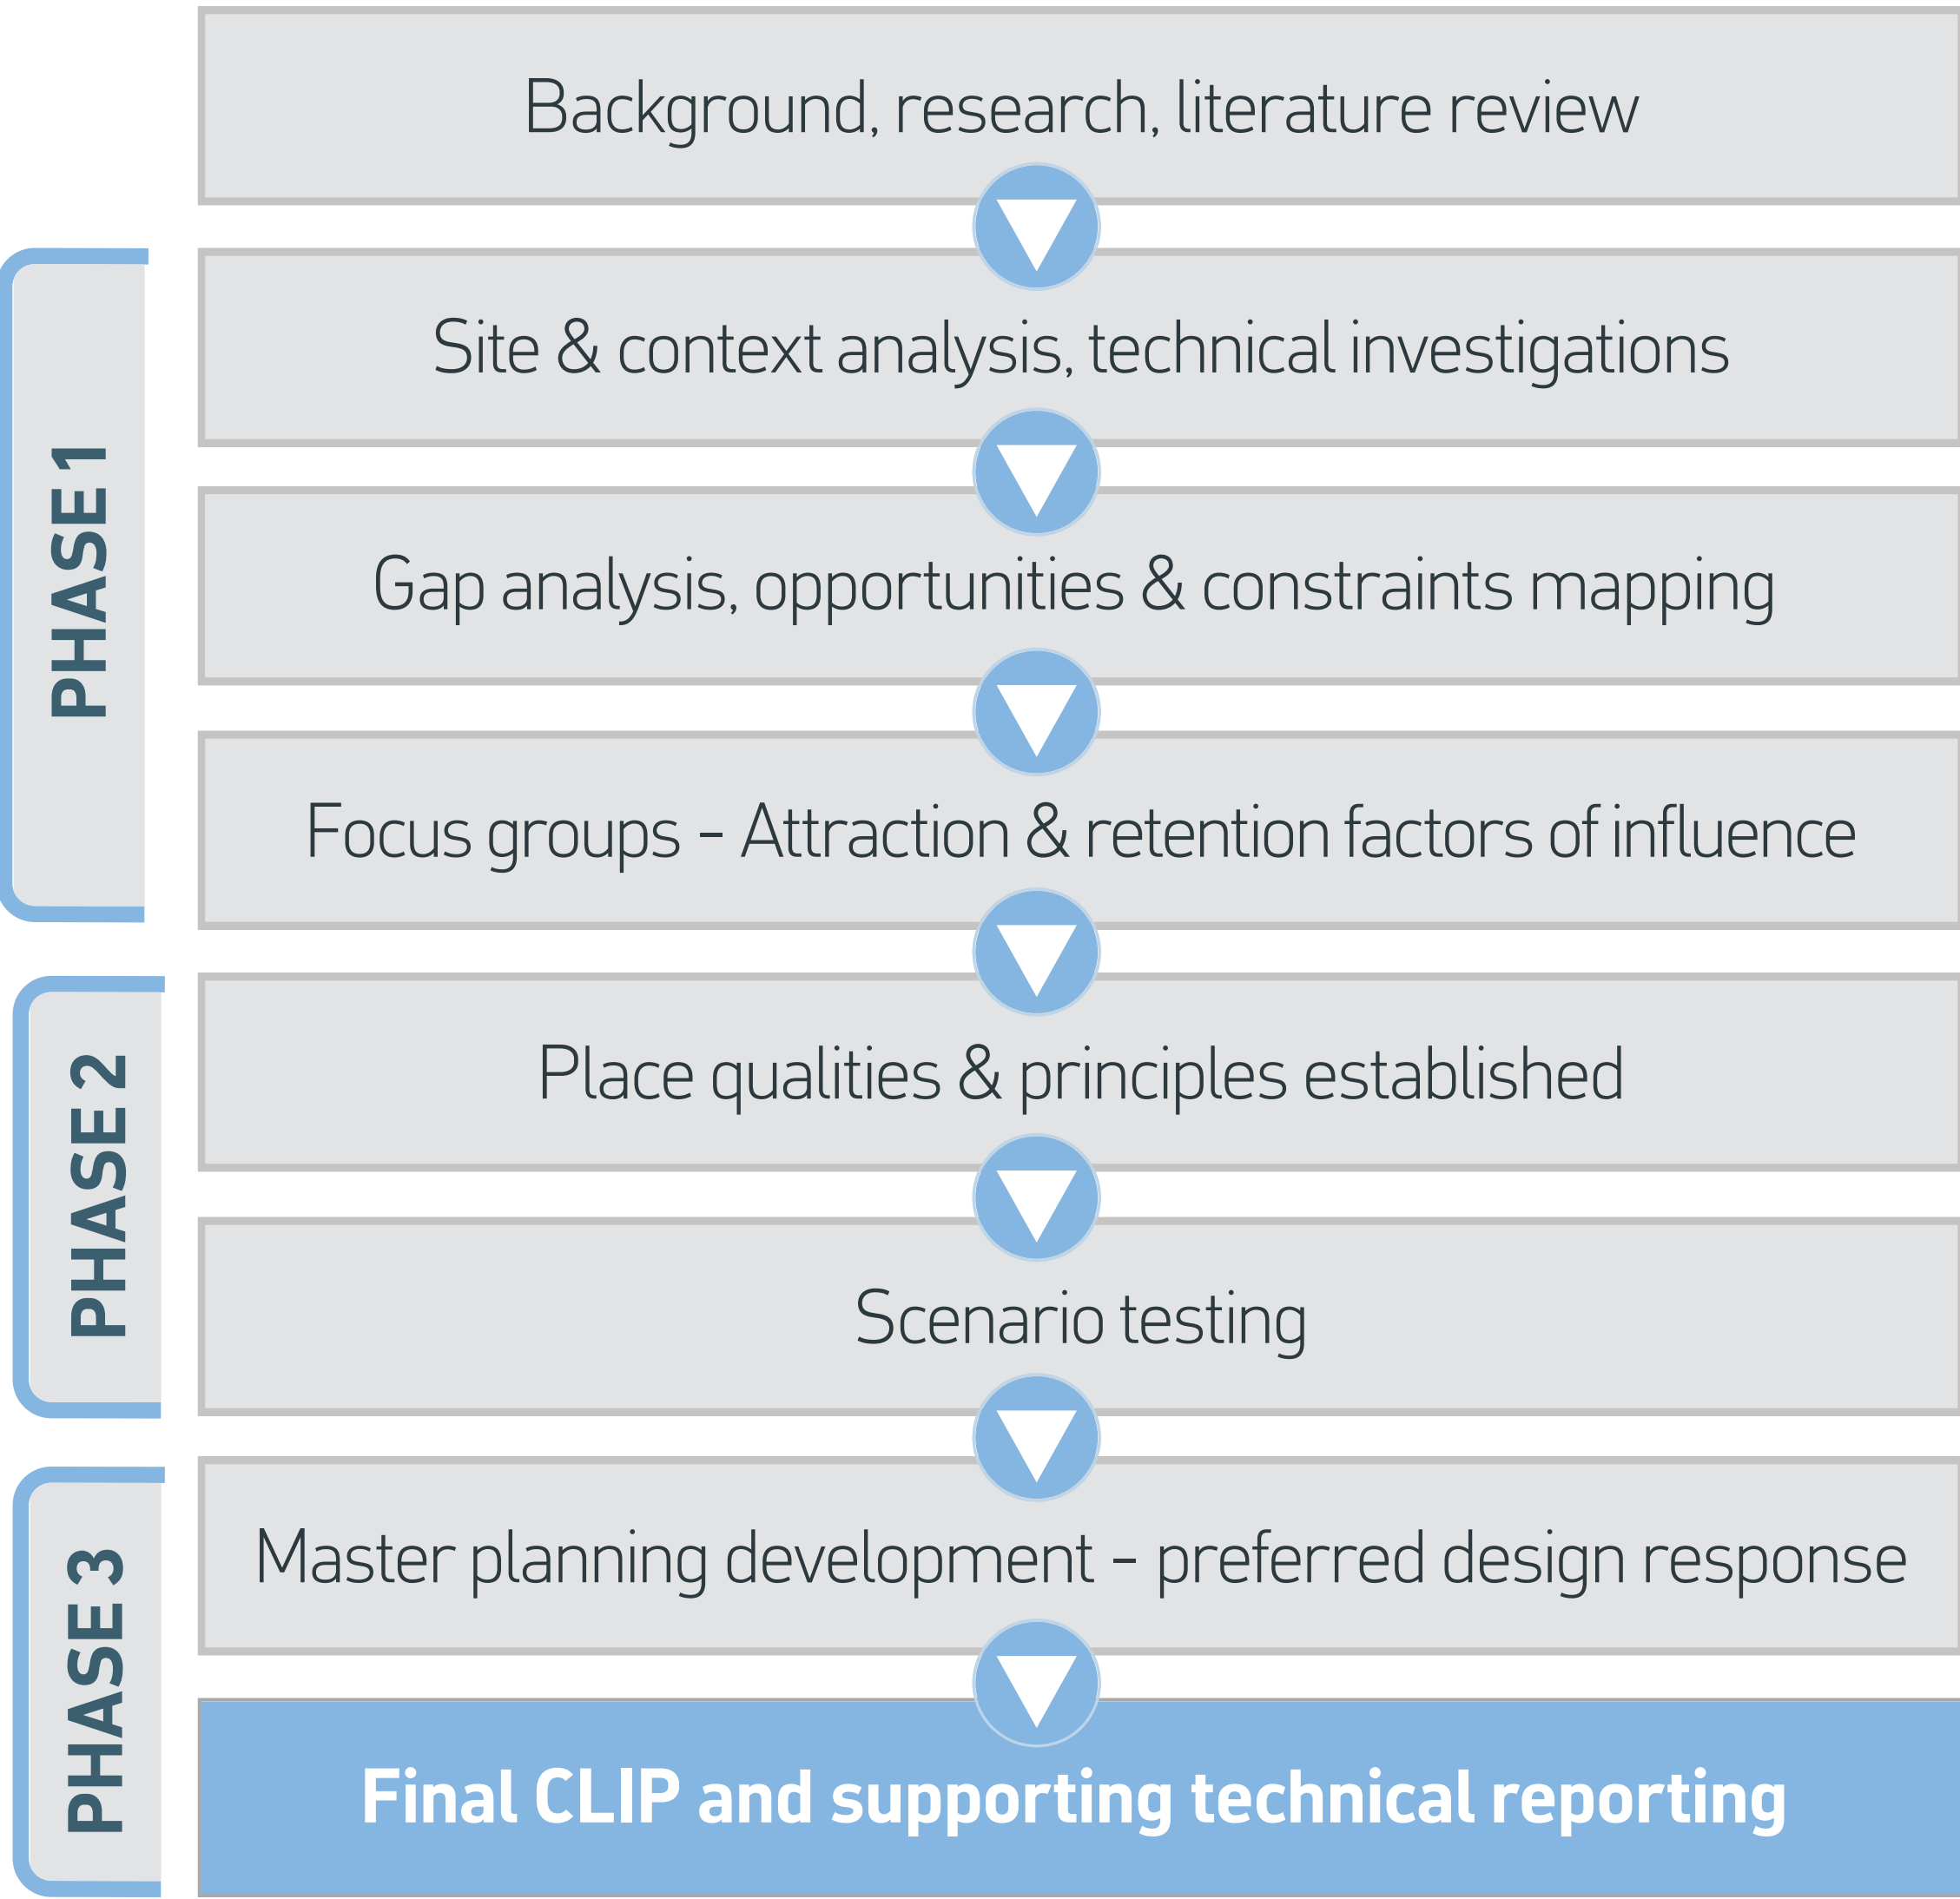 Background, research, literature review
PHASE 1
Site & context analysis, technical investigations
Gap analysis, opportunities & constraints mapping
Focus groups – Attraction & retention factors of influence
PHASE 2
Place qualities & principles established
Scenario testing
PHASE 3
Master planning development – preferred design response
Final CLIP and supporting technical reporting